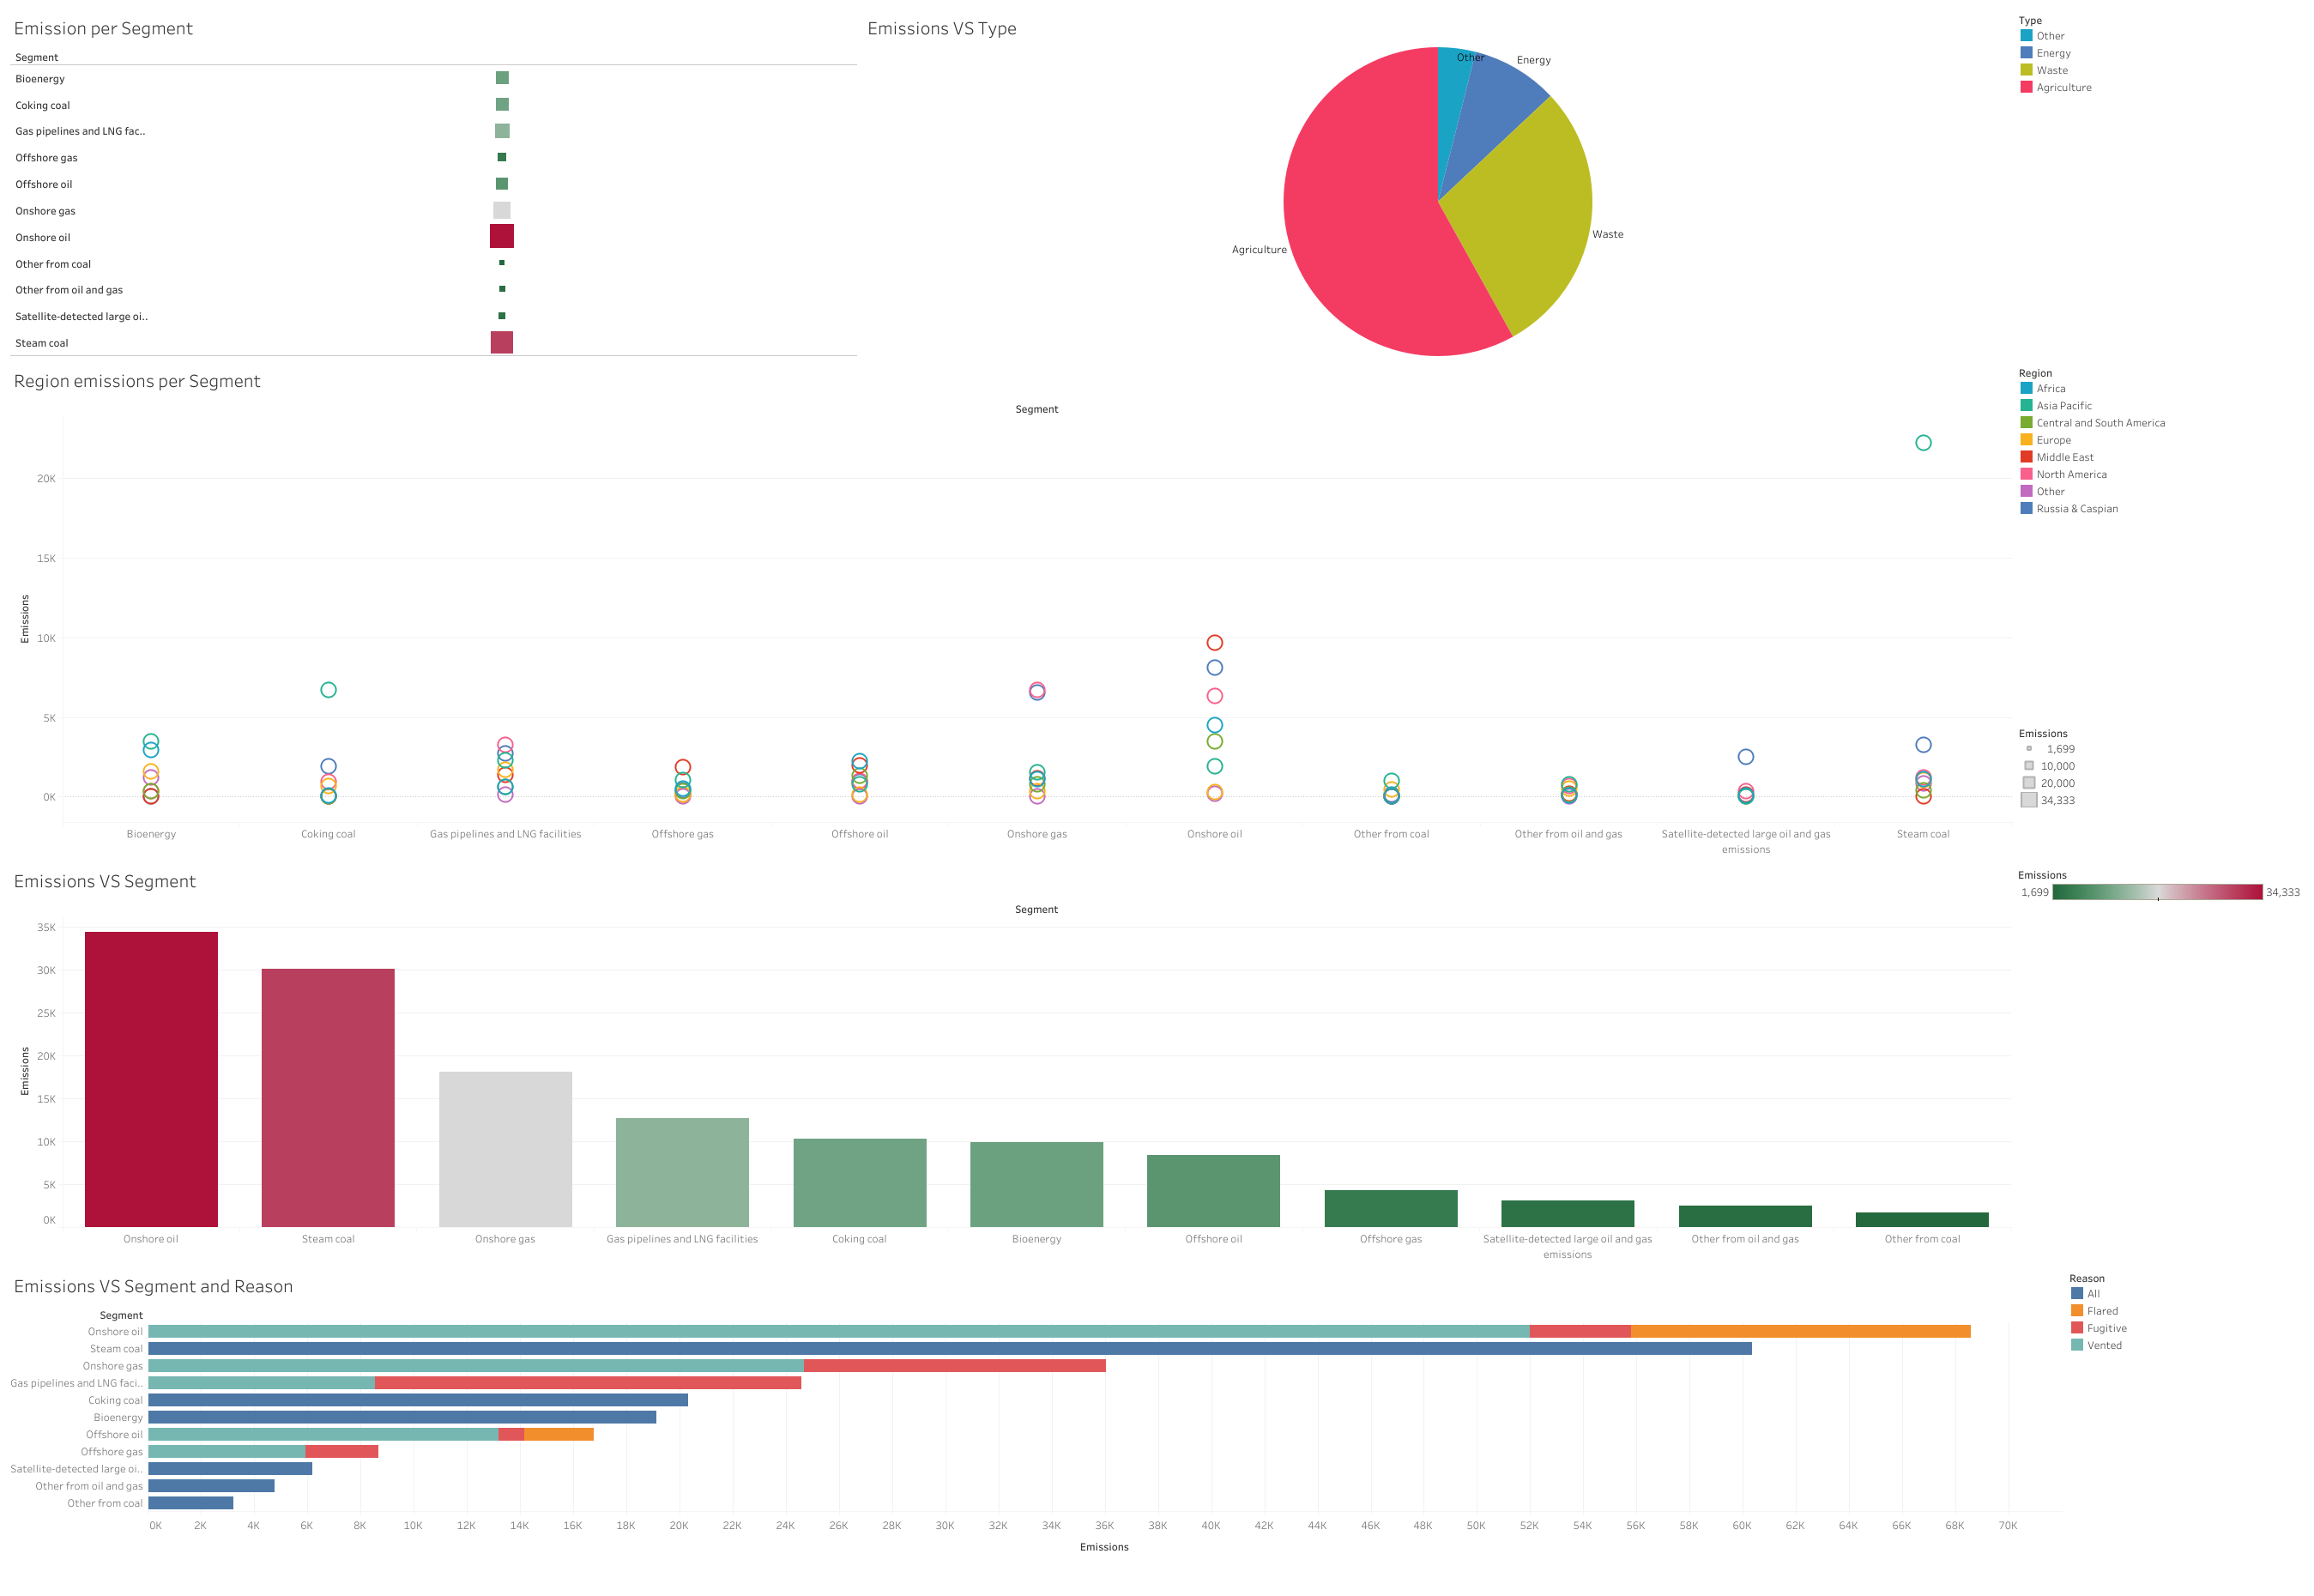 Emission per Segment
Segment
Bioenergy
Coking coal
Gas pipelines and LNG fac..
Offshore gas
Offshore oil
Onshore gas
Onshore oil
Other from coal
Other from oil and gas
Satellite-detected large oi..
Steam coal
Emissions VS Type
Other
Energy
Waste
Agriculture
Type
Other
Energy
Waste
Agriculture
Region emissions per Segment
Segment
Emissions
20K
15K
10K
5K
0K
Bioenergy
Coking coal
Gas pipelines and LNG facilities
Offshore gas
Offshore oil
Onshore gas
Onshore oil
Other from coal
Other from oil and gas
Satellite-detected large oil and gas
emissions
Steam coal
Region
Africa
Asia Pacific
Central and South America
Europe
Middle East
North America
Other
Russia & Caspian
Emissions
1,699
10,000
20,000
34,333
Emissions VS Segment
Segment
Emissions
35K
30K
25K
20K
15K
10K
5K
0K
Onshore oil
Steam coal
Onshore gas
Gas pipelines and LNG facilities
Coking coal
Bioenergy
Offshore oil
Offshore gas
Satellite-detected large oil and gas
emissions
Other from oil and gas
Other from coal
Emissions
1,699 34,333
Emissions VS Segment and Reason
Segment
Onshore oil
Steam coal
Onshore gas
Gas pipelines and LNG faci..
Coking coal
Bioenergy
Offshore oil
Offshore gas
Satellite-detected large oi..
Other from oil and gas
Other from coal
0K 2K 4K 6K 8K 10K 12K 14K 16K 18K 20K 22K 24K 26K 28K 30K 32K 34K 36K 38K 40K 42K 44K 46K 48K 50K 52K 54K 56K 58K 60K 62K 64K 66K 68K 70K
Emissions
Reason
All
Flared
Fugitive
Vented